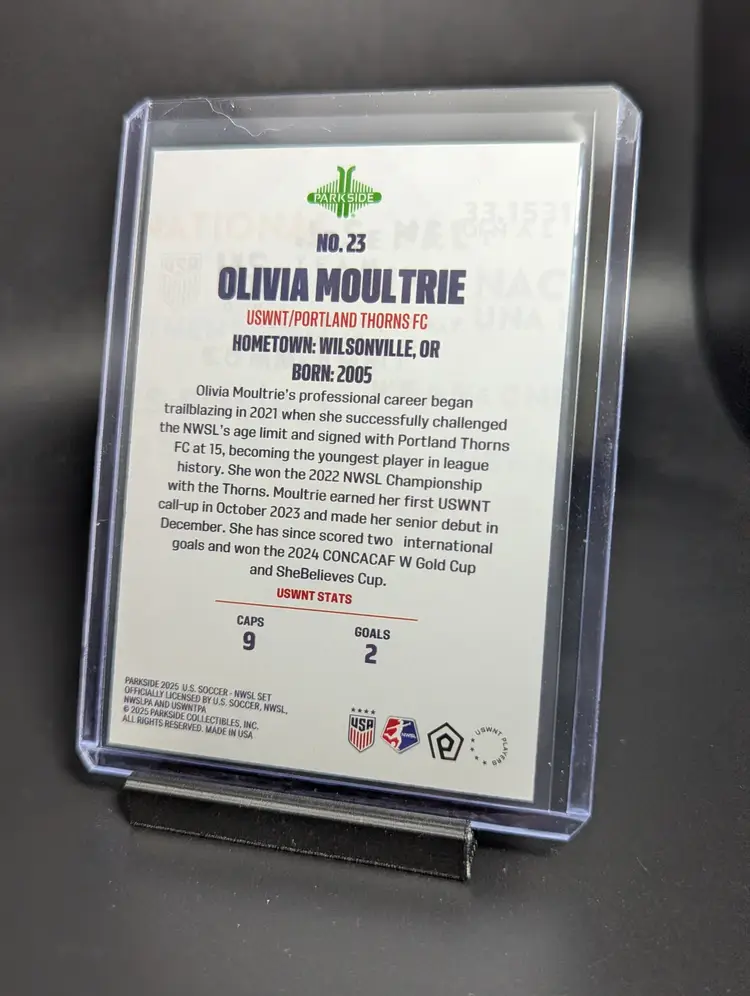 PARKSIDE
NO. 23
OLIVIA MOULTRIE
USWNT/PORTLAND THORNS FC
HOMETOWN: WILSONVILLE, OR
BORN: 2005
Olivia Moultrie's professional career began
trailblazing in 2021 when she successfully challenged
the NWSL's age limit and signed with Portland Thorns
FC at 15, becoming the youngest player in league
history. She won the 2022 NWSL Championship
with the Thorns. Moultrie earned her first USWNT
call-up in October 2023 and made her senior debut in
December. She has since scored two international
goals and won the 2024 CONCACAF W Gold Cup
and SheBelieves Cup.
USWNT STATS
CAPS GOALS
9 2
PARKSIDE 2025 U.S. SOCCER - NWSL SET
OFFICIALLY LICENSED BY U.S. SOCCER, NWSL,
NWSLPA AND USWNTPA
© 2025 PARKSIDE COLLECTIBLES, INC.
ALL RIGHTS RESERVED. MADE IN USA
USA
NWSL
USWNT PLAYERS